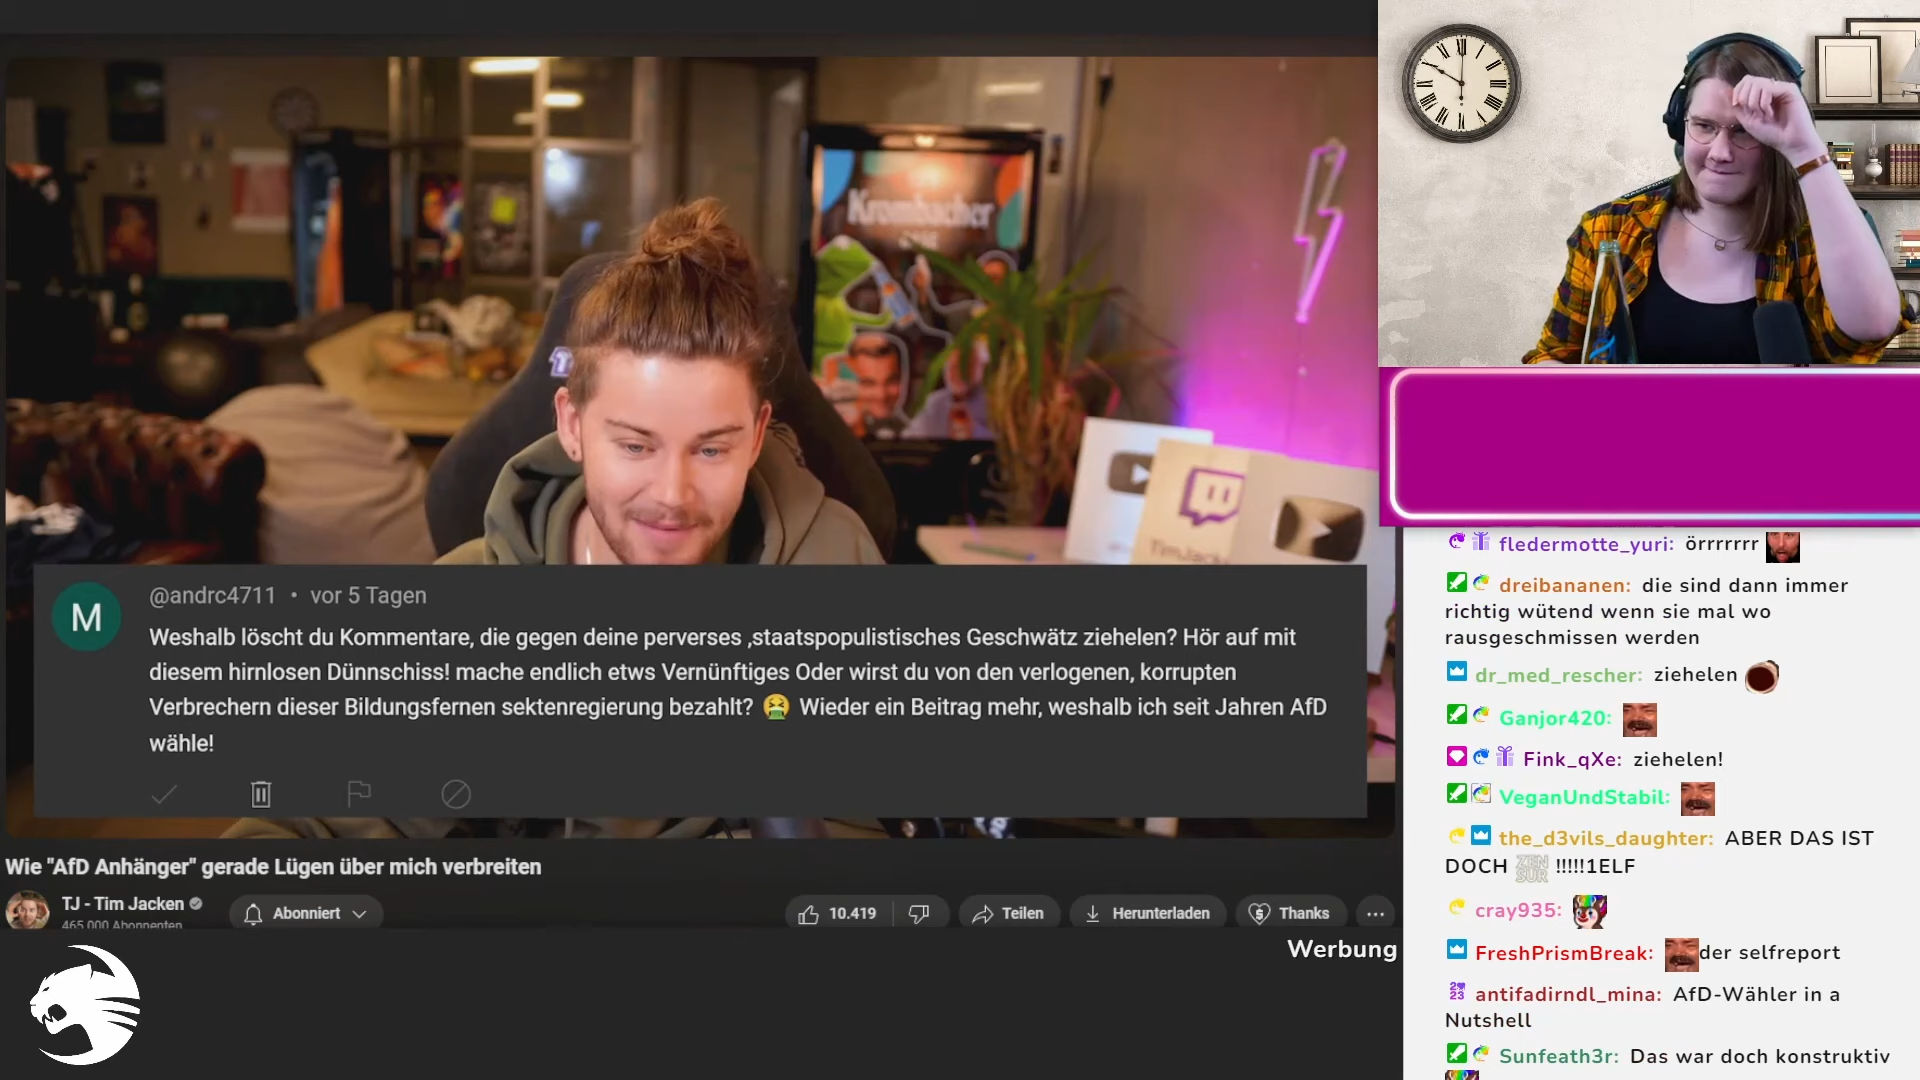 Krombacher
@andrc4711 • vor 5 Tagen
M
Weshalb löscht du Kommentare, die gegen deine perverses ,staatspopulistisches Geschwätz ziehelen? Hör auf mit
diesem hirnlosen Dünnschiss! mache endlich etws Vernünftiges Oder wirst du von den verlogenen, korrupten
Verbrechern dieser Bildungsfernen sektenregierung bezahlt? 🤮 Wieder ein Beitrag mehr, weshalb ich seit Jahren AfD
wähle!
Wie "AfD Anhänger" gerade Lügen über mich verbreiten
TJ - Tim Jacken
465.000 Abonnenten
Abonniert
10.419
Teilen
Herunterladen
Thanks
Werbung
fledermotte_yuri: örrrrrrr
dreibananen: die sind dann immer
richtig wütend wenn sie mal wo
rausgeschmissen werden
dr_med_rescher: ziehelen
Ganjor420:
Fink_qXe: ziehelen!
VeganUndStabil:
the_d3vils_daughter: ABER DAS IST
DOCH ZENSUR !!!!!1ELF
cray935:
FreshPrismBreak: der selfreport
antifadirndl_mina: AfD-Wähler in a
Nutshell
Sunfeath3r: Das war doch konstruktiv